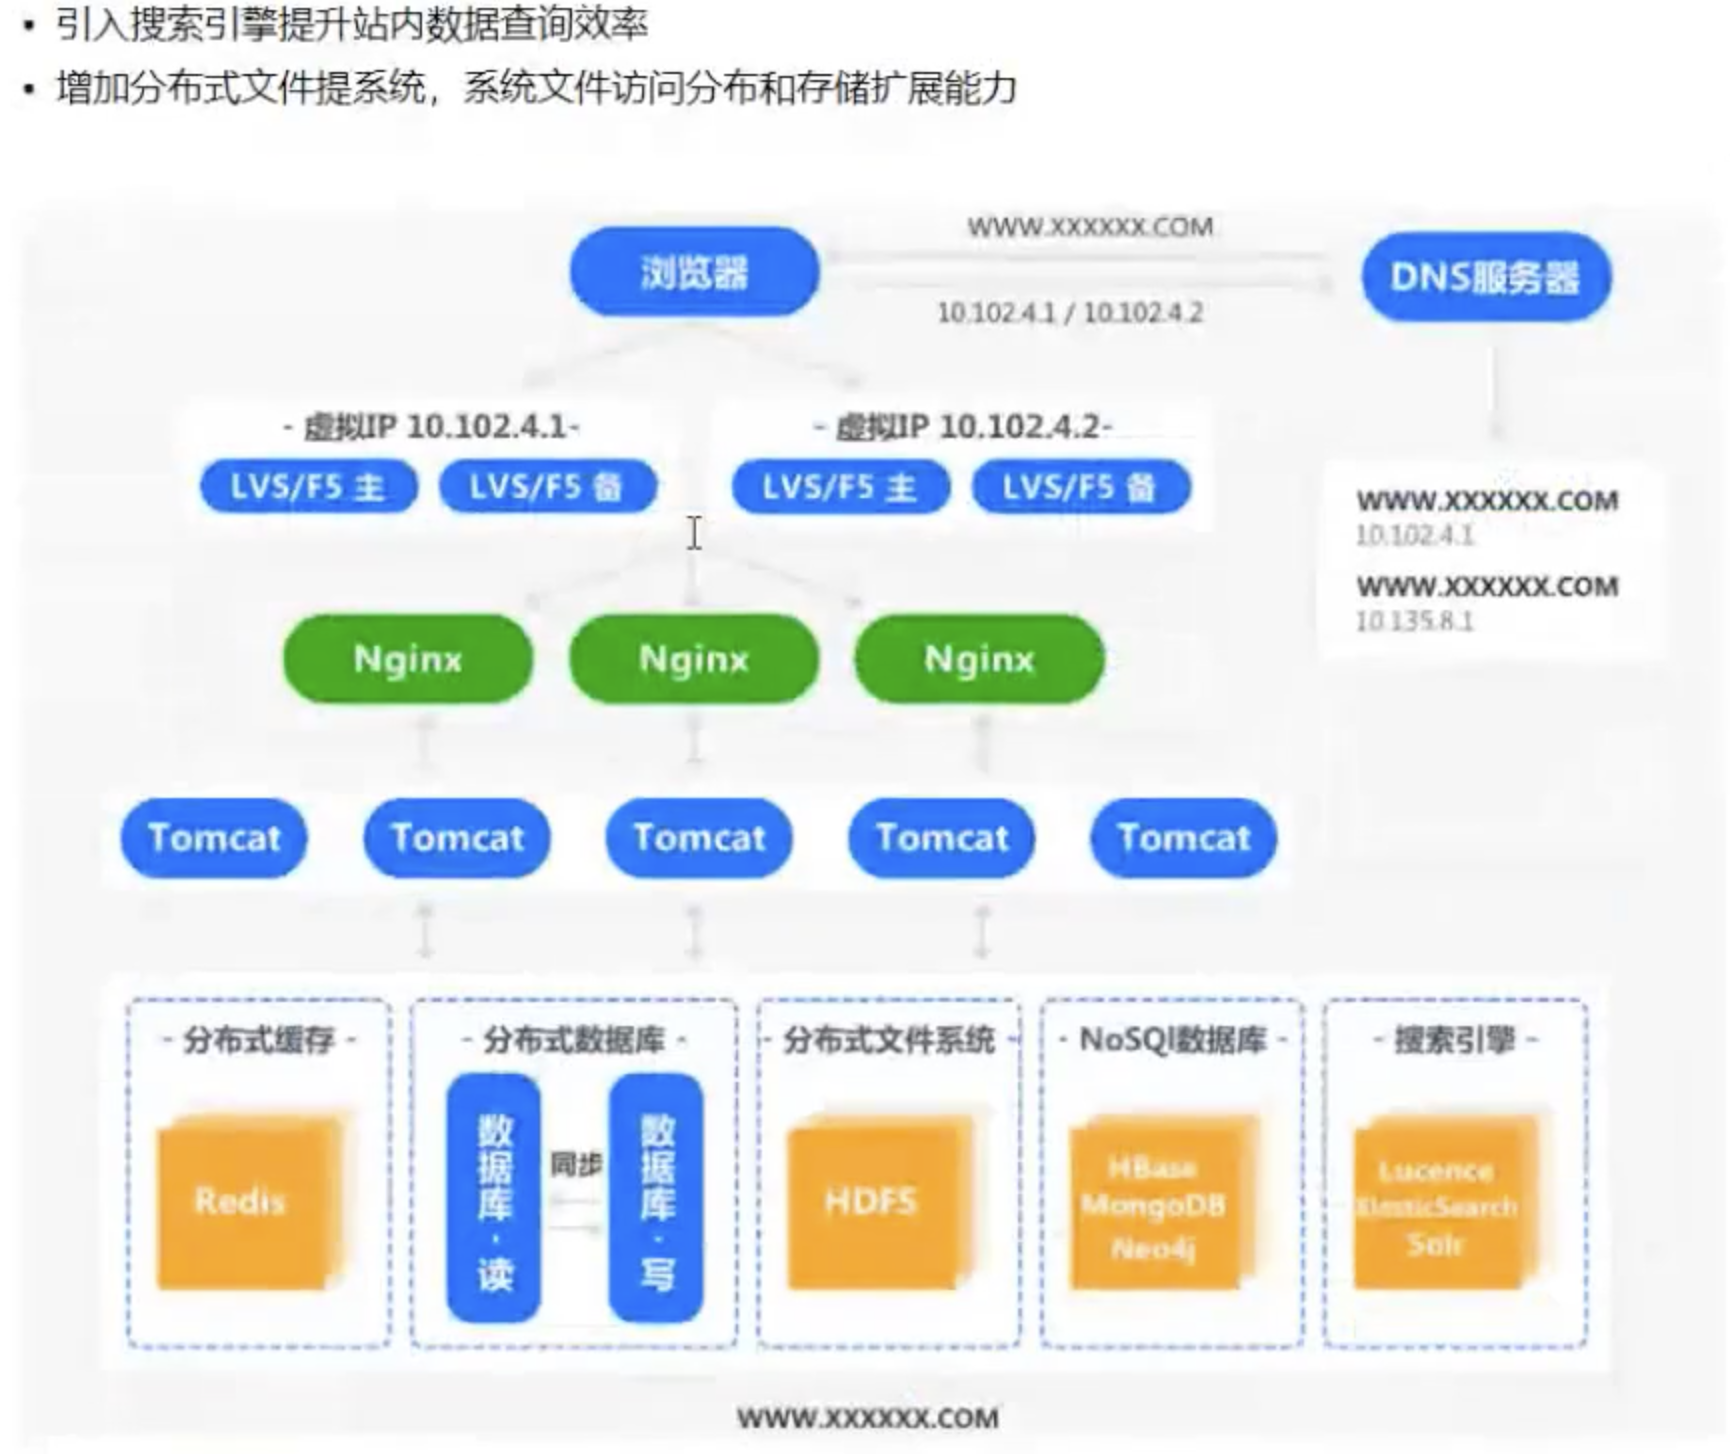 • 引入搜索引擎提升站内数据查询效率
• 增加分布式文件提系统，系统文件访问分布和存储扩展能力
WWW.XXXXXX.COM
浏览器
DNS服务器
10.102.4.1 / 10.102.4.2
- 虚拟IP 10.102.4.1-
- 虚拟IP 10.102.4.2-
LVS/F5 主
LVS/F5 备
LVS/F5 主
LVS/F5 备
WWW.XXXXXX.COM
10.102.4.1
WWW.XXXXXX.COM
10.135.8.1
Nginx
Nginx
Nginx
Tomcat
Tomcat
Tomcat
Tomcat
Tomcat
- 分布式缓存 -
- 分布式数据库 -
- 分布式文件系统 -
- NoSQl数据库 -
- 搜索引擎 -
Redis
数据库·读
同步
数据库·写
HDFS
HBase
MongoDB
Neo4j
Lucence
ElasticSearch
Solr
WWW.XXXXXX.COM